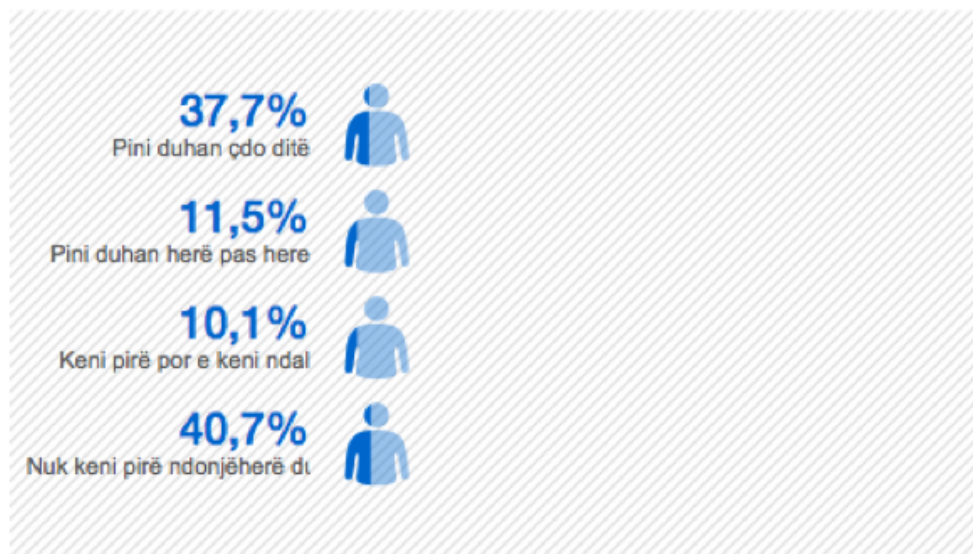 37,7%
Pini duhan çdo ditë
11,5%
Pini duhan herë pas here
10,1%
Keni pirë por e keni ndal
40,7%
Nuk keni pirë ndonjëherë